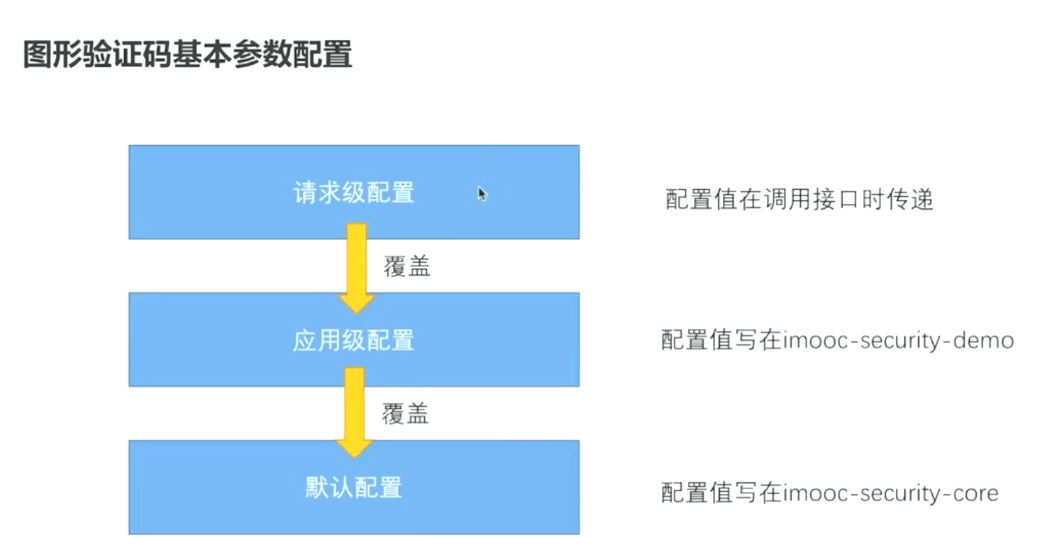 图形验证码基本参数配置
请求级配置
配置值在调用接口时传递
覆盖
应用级配置
配置值写在imooc-security-demo
覆盖
默认配置
配置值写在imooc-security-core